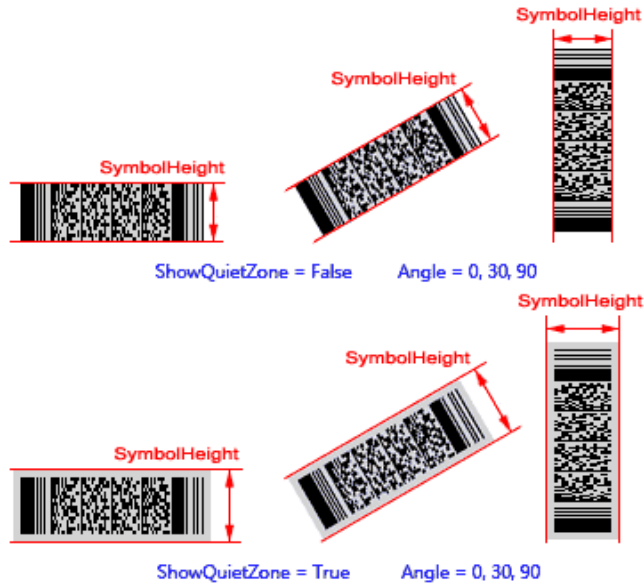 SymbolHeight
SymbolHeight
SymbolHeight
ShowQuietZone = False Angle = 0, 30, 90
SymbolHeight
SymbolHeight
SymbolHeight
ShowQuietZone = True Angle = 0, 30, 90